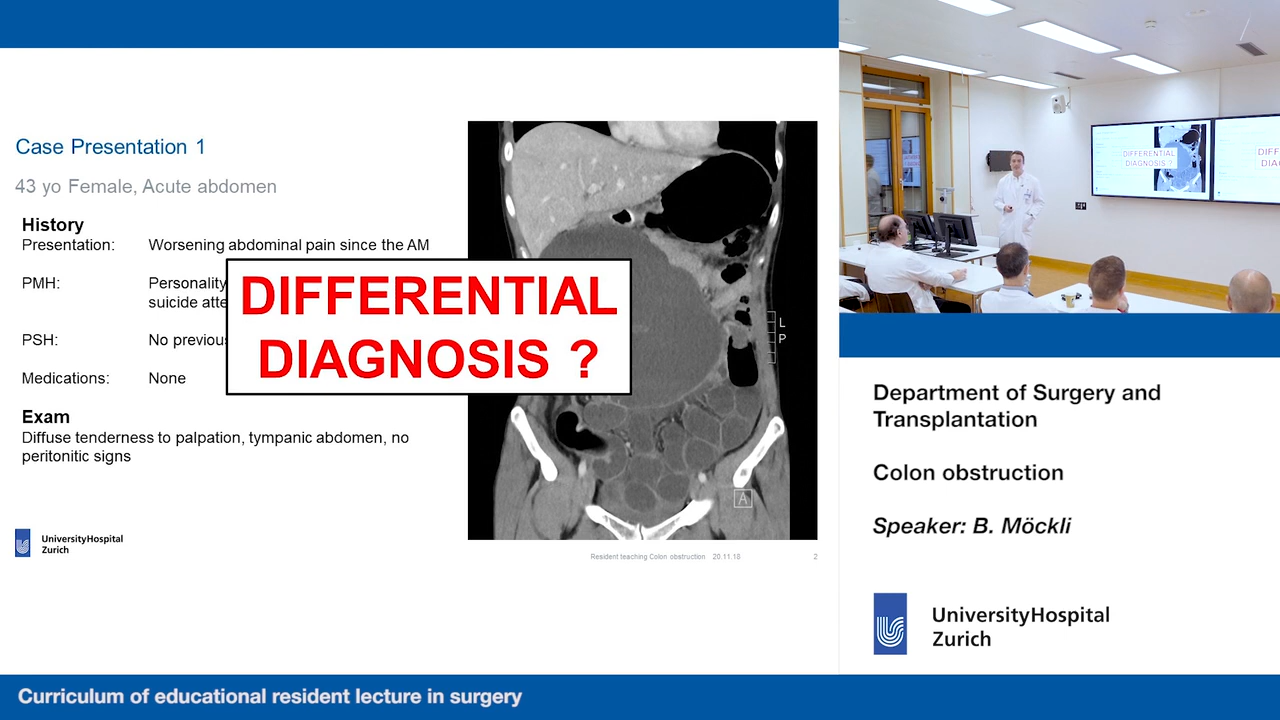 Case Presentation 1
43 yo Female, Acute abdomen
History
Presentation: Worsening abdominal pain since the AM
PMH: Personality
suicide atte
PSH: No previou
Medications: None
DIFFERENTIAL
DIAGNOSIS ?
Exam
Diffuse tenderness to palpation, tympanic abdomen, no
peritonitic signs
L
P
A
UniversityHospital
Zurich
Resident teaching Colon obstruction 20.11.18 2
DIFFERENTIAL
DIAGNOSIS ?
Department of Surgery and
Transplantation
Colon obstruction
Speaker: B. Möckli
UniversityHospital
Zurich
Curriculum of educational resident lecture in surgery